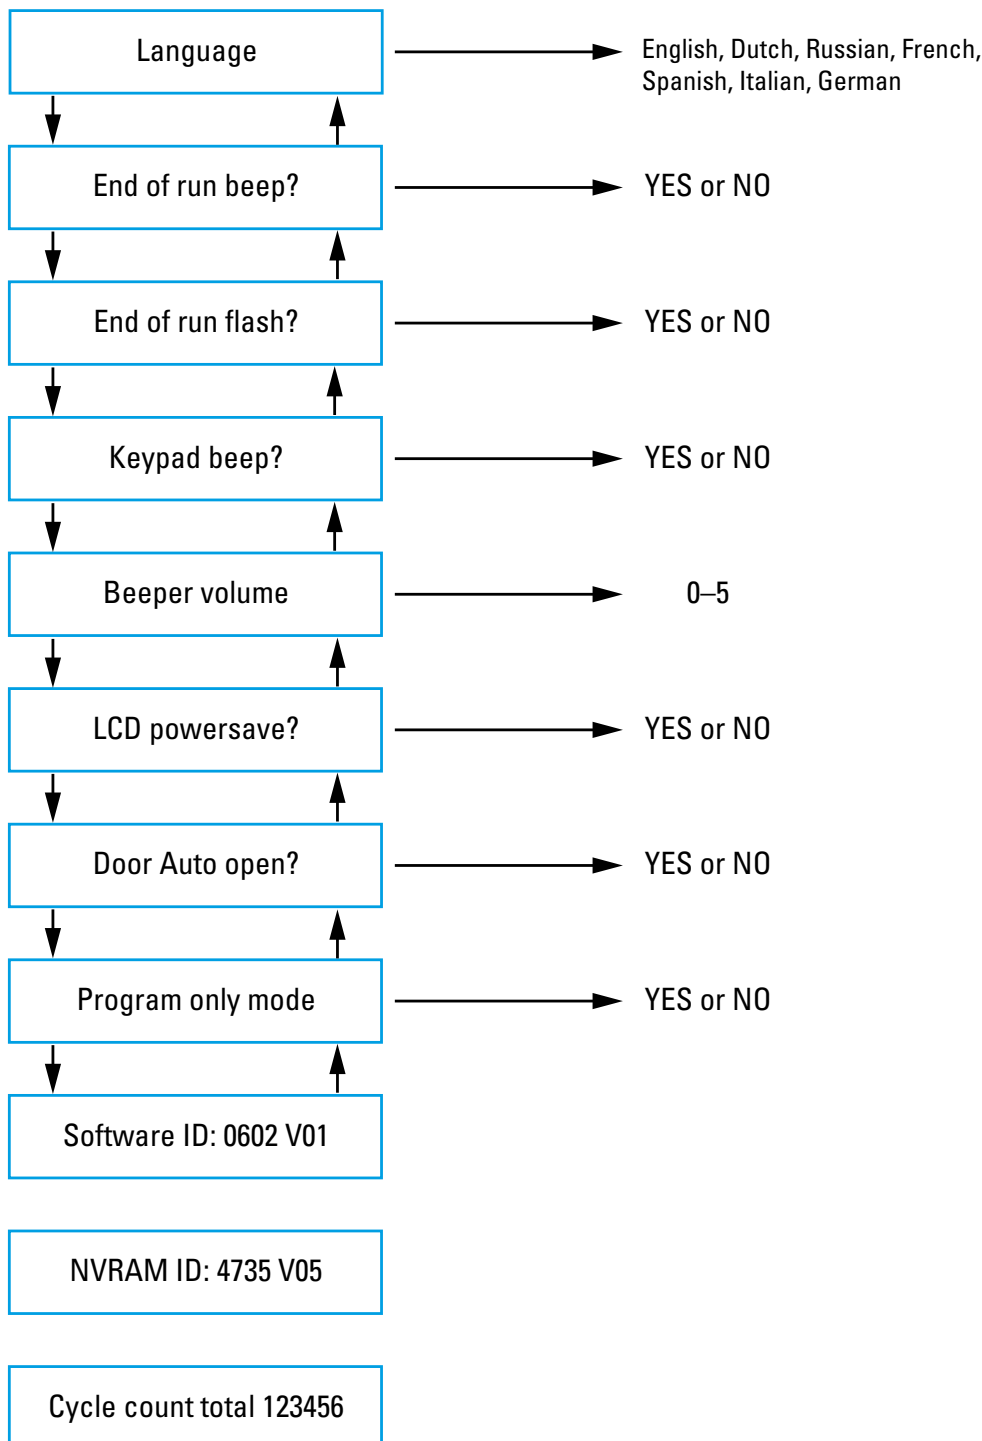 Language
English, Dutch, Russian, French,
Spanish, Italian, German
End of run beep?
YES or NO
End of run flash?
YES or NO
Keypad beep?
YES or NO
Beeper volume
0–5
LCD powersave?
YES or NO
Door Auto open?
YES or NO
Program only mode
YES or NO
Software ID: 0602 V01
NVRAM ID: 4735 V05
Cycle count total 123456